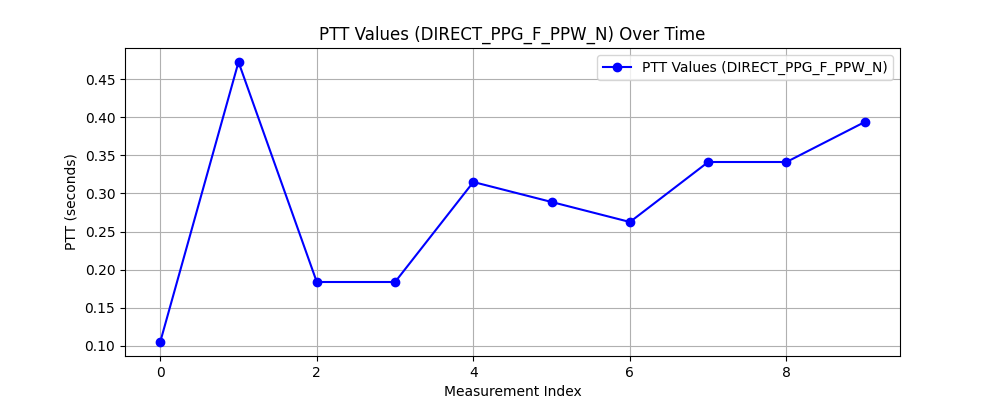 PTT Values (DIRECT_PPG_F_PPW_N) Over Time
PTT Values (DIRECT_PPG_F_PPW_N)
PTT (seconds)
0.45
0.40
0.35
0.30
0.25
0.20
0.15
0.10
0 2 4 6 8
Measurement Index